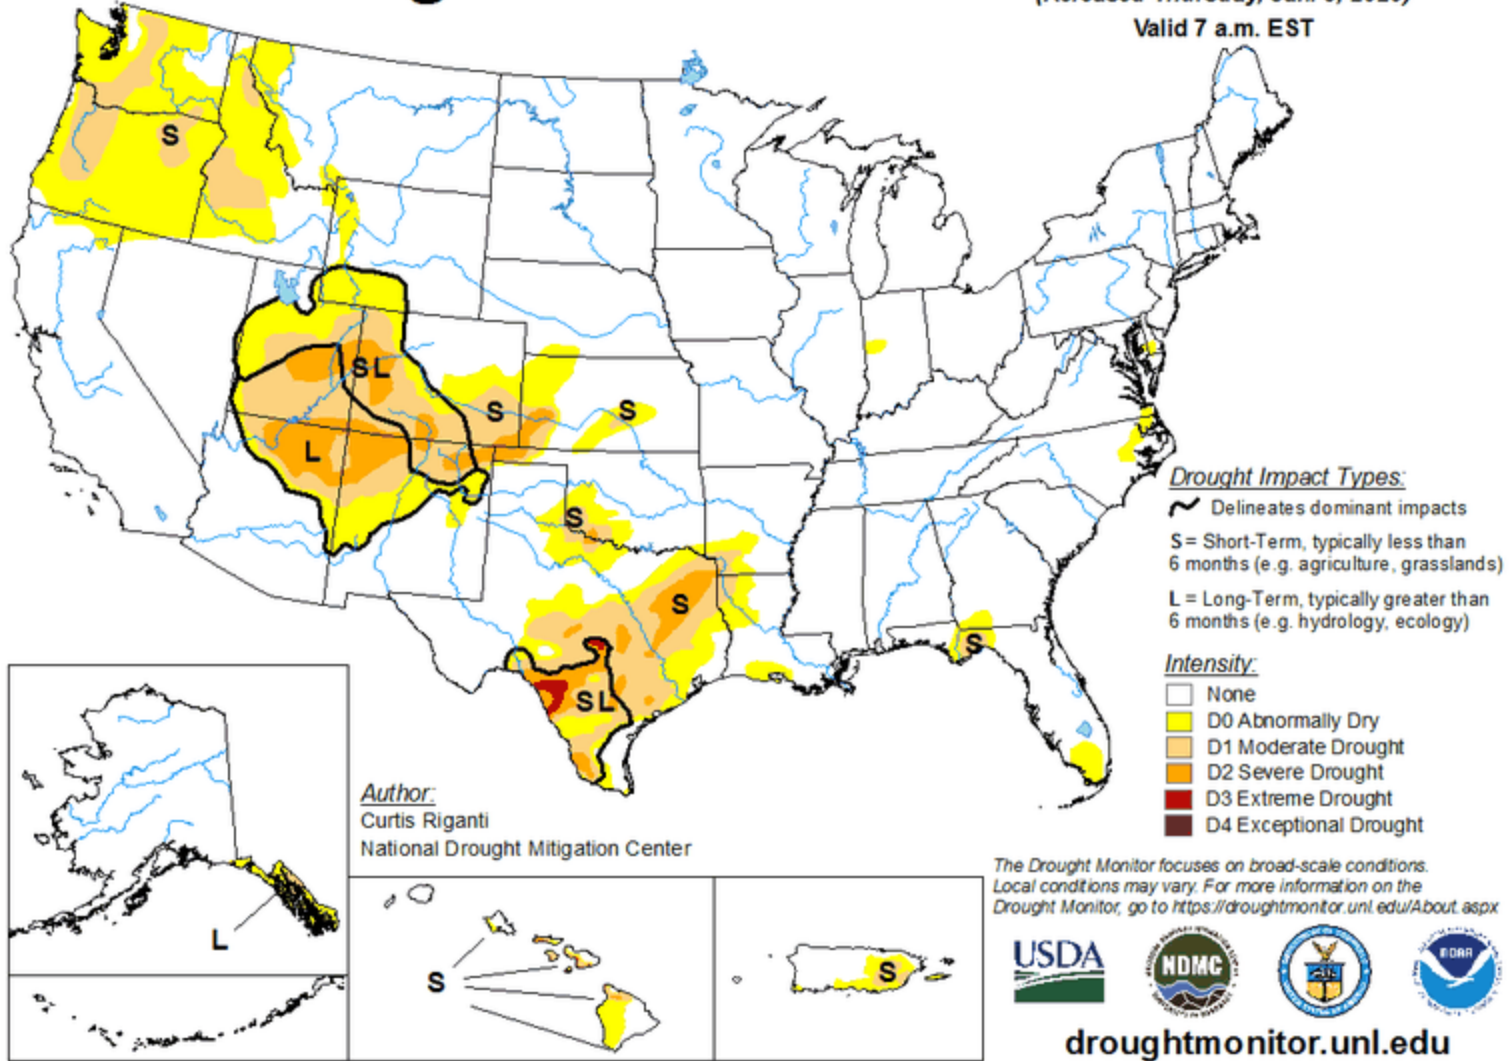 Valid 7 a.m. EST
S
SL
S
S
L
S
S
SL
S
Drought Impact Types:
Delineates dominant impacts
S = Short-Term, typically less than
6 months (e.g. agriculture, grasslands)
L = Long-Term, typically greater than
6 months (e.g. hydrology, ecology)
Intensity:
None
D0 Abnormally Dry
D1 Moderate Drought
D2 Severe Drought
D3 Extreme Drought
D4 Exceptional Drought
Author:
Curtis Riganti
National Drought Mitigation Center
The Drought Monitor focuses on broad-scale conditions.
Local conditions may vary. For more information on the
Drought Monitor, go to https://droughtmonitor.unl.edu/About.aspx
L
S
S
USDA
NDMC
NOAA
droughtmonitor.unl.edu